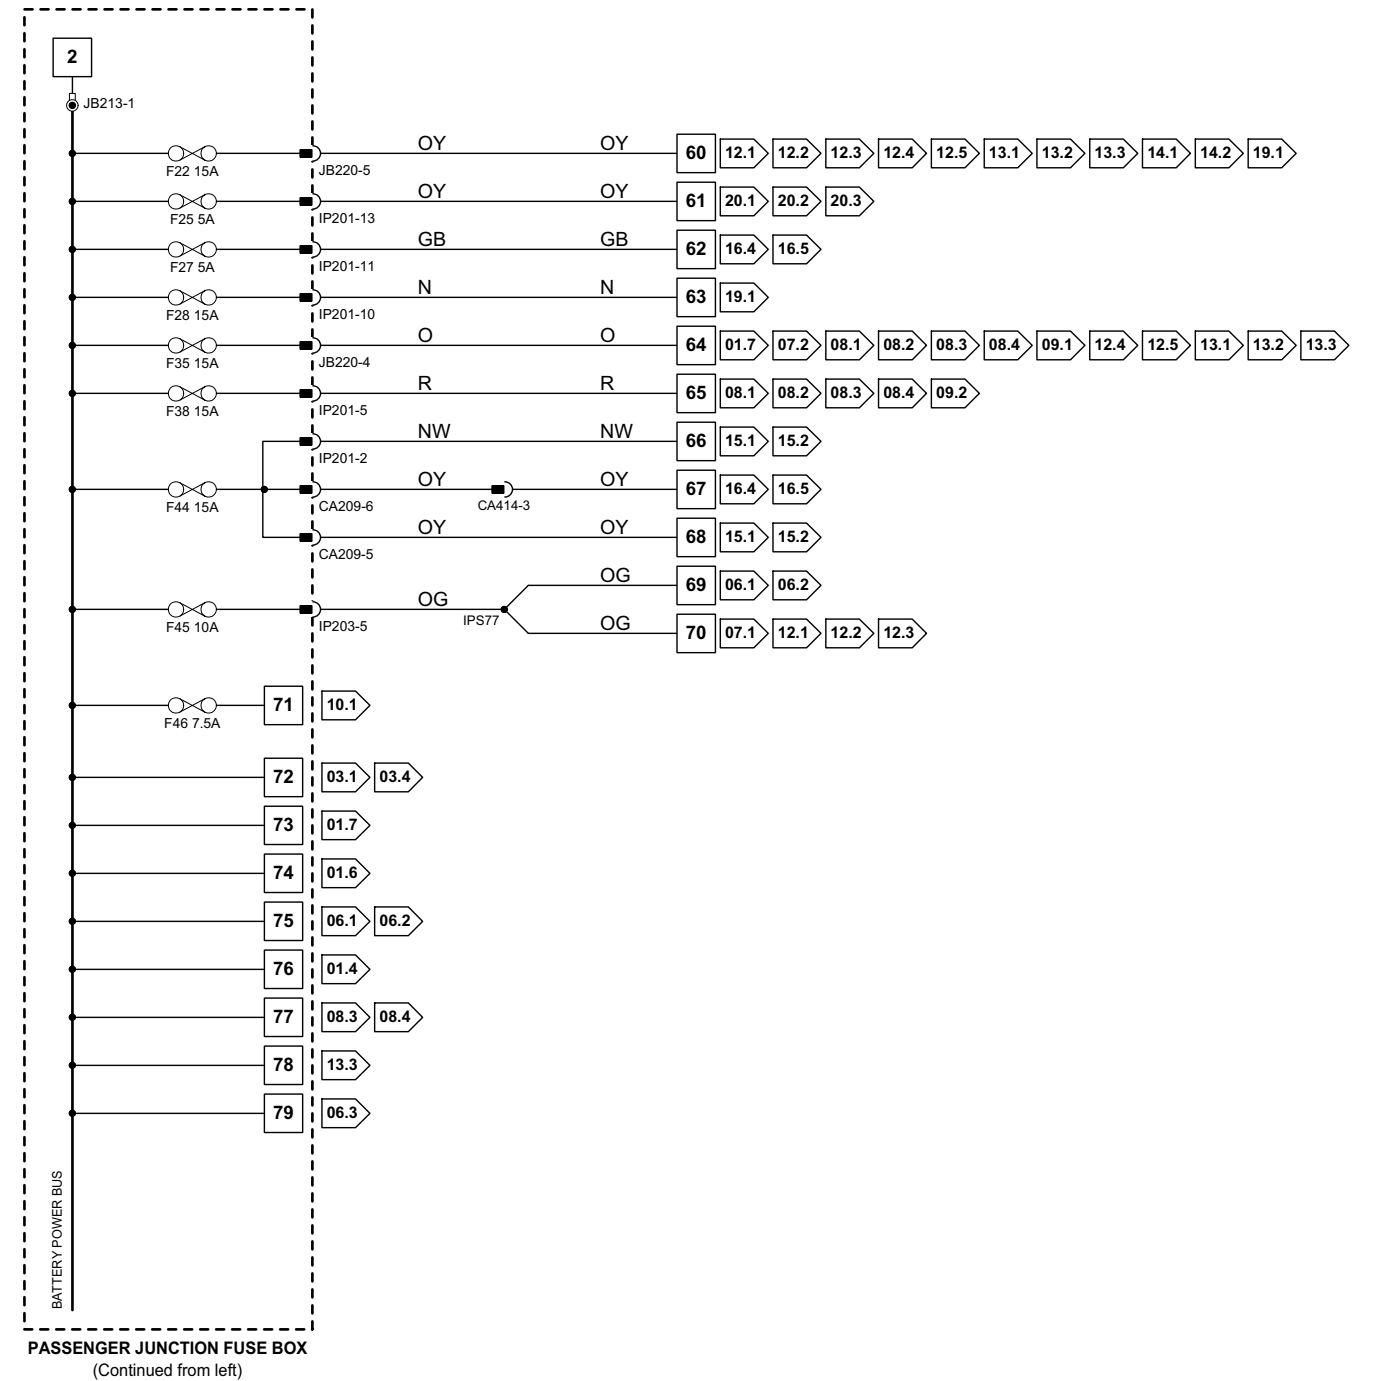 2
JB213-1
F22 15A JB220-5 OY OY 60 12.1 12.2 12.3 12.4 12.5 13.1 13.2 13.3 14.1 14.2 19.1
F25 5A IP201-13 OY OY 61 20.1 20.2 20.3
F27 5A IP201-11 GB GB 62 16.4 16.5
F28 15A IP201-10 N N 63 19.1
F35 15A JB220-4 O O 64 01.7 07.2 08.1 08.2 08.3 08.4 09.1 12.4 12.5 13.1 13.2 13.3
F38 15A IP201-5 R R 65 08.1 08.2 08.3 08.4 09.2
IP201-2 NW NW 66 15.1 15.2
F44 15A CA209-6 OY CA414-3 OY 67 16.4 16.5
CA209-5 OY OY 68 15.1 15.2
OG 69 06.1 06.2
F45 10A IP203-5 OG IPS77
OG 70 07.1 12.1 12.2 12.3
F46 7.5A 71 10.1
72 03.1 03.4
73 01.7
74 01.6
75 06.1 06.2
76 01.4
77 08.3 08.4
78 13.3
79 06.3
BATTERY POWER BUS
PASSENGER JUNCTION FUSE BOX
(Continued from left)